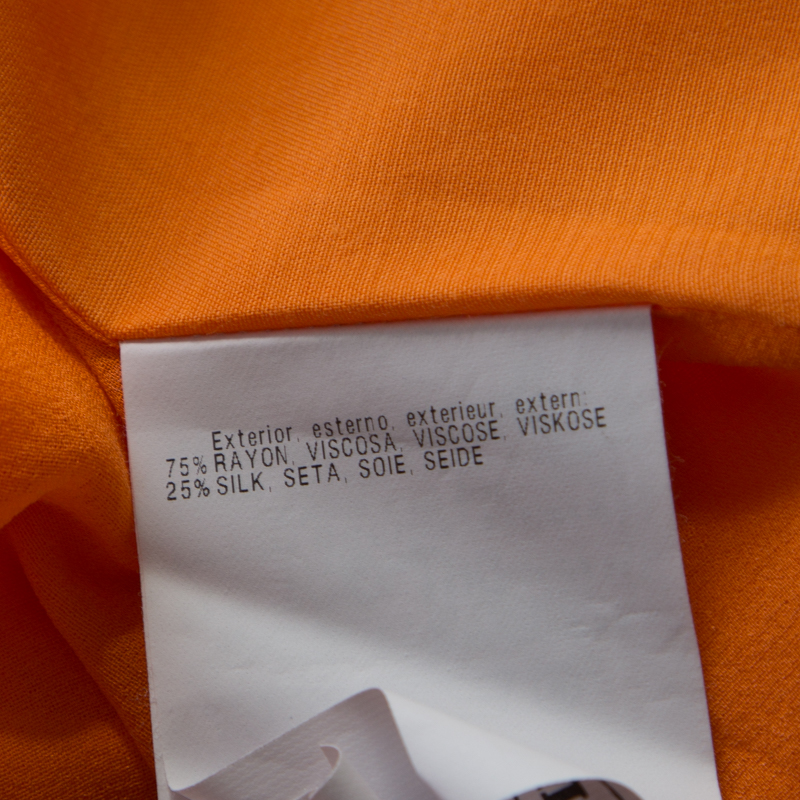 Exterior, esterno, exterieur, extern:
75% RAYON, VISCOSA, VISCOSE, VISKOSE
25% SILK, SETA, SOIE, SEIDE